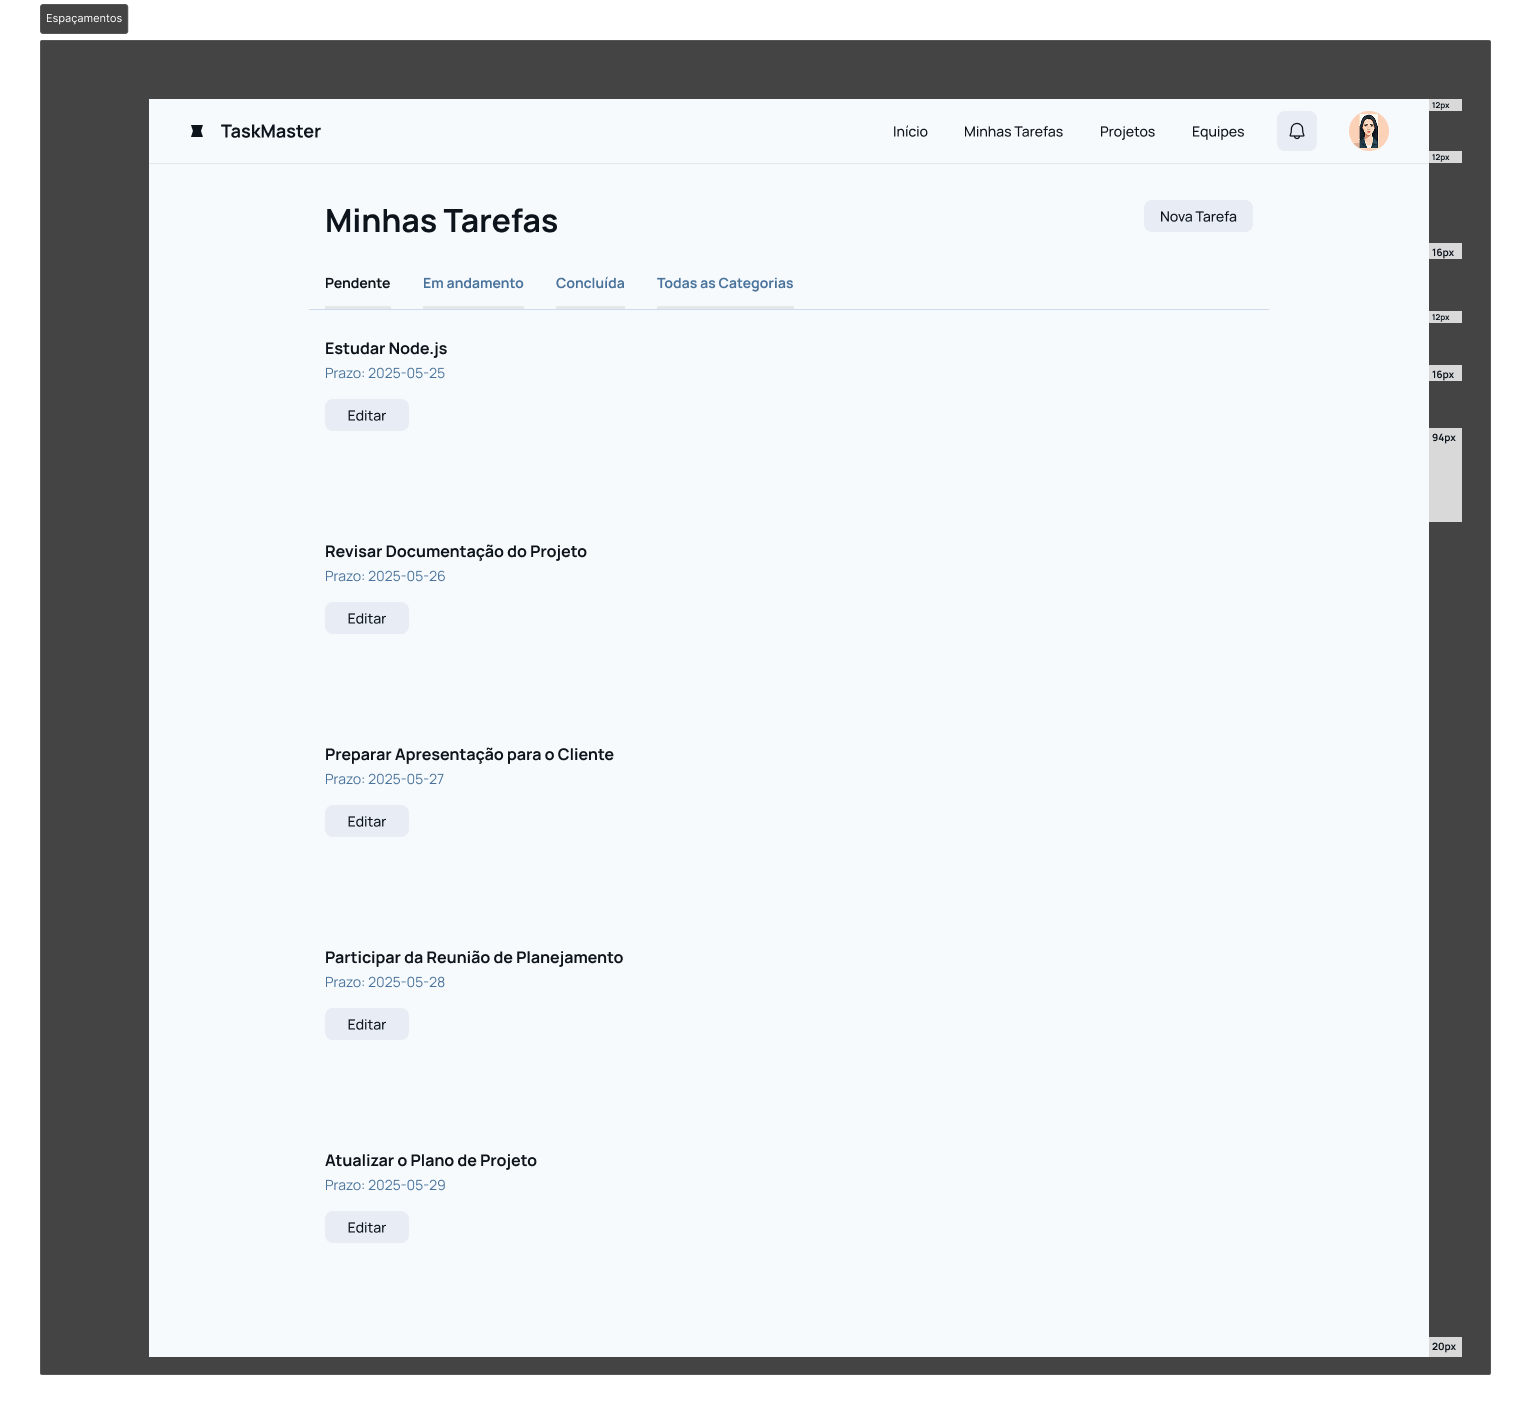 Espaçamentos
12px
TaskMaster
Início
Minhas Tarefas
Projetos
Equipes
12px
Minhas Tarefas
Nova Tarefa
16px
Pendente
Em andamento
Concluída
Todas as Categorias
12px
Estudar Node.js
Prazo: 2025-05-25
16px
Editar
94px
Revisar Documentação do Projeto
Prazo: 2025-05-26
Editar
Preparar Apresentação para o Cliente
Prazo: 2025-05-27
Editar
Participar da Reunião de Planejamento
Prazo: 2025-05-28
Editar
Atualizar o Plano de Projeto
Prazo: 2025-05-29
Editar
20px